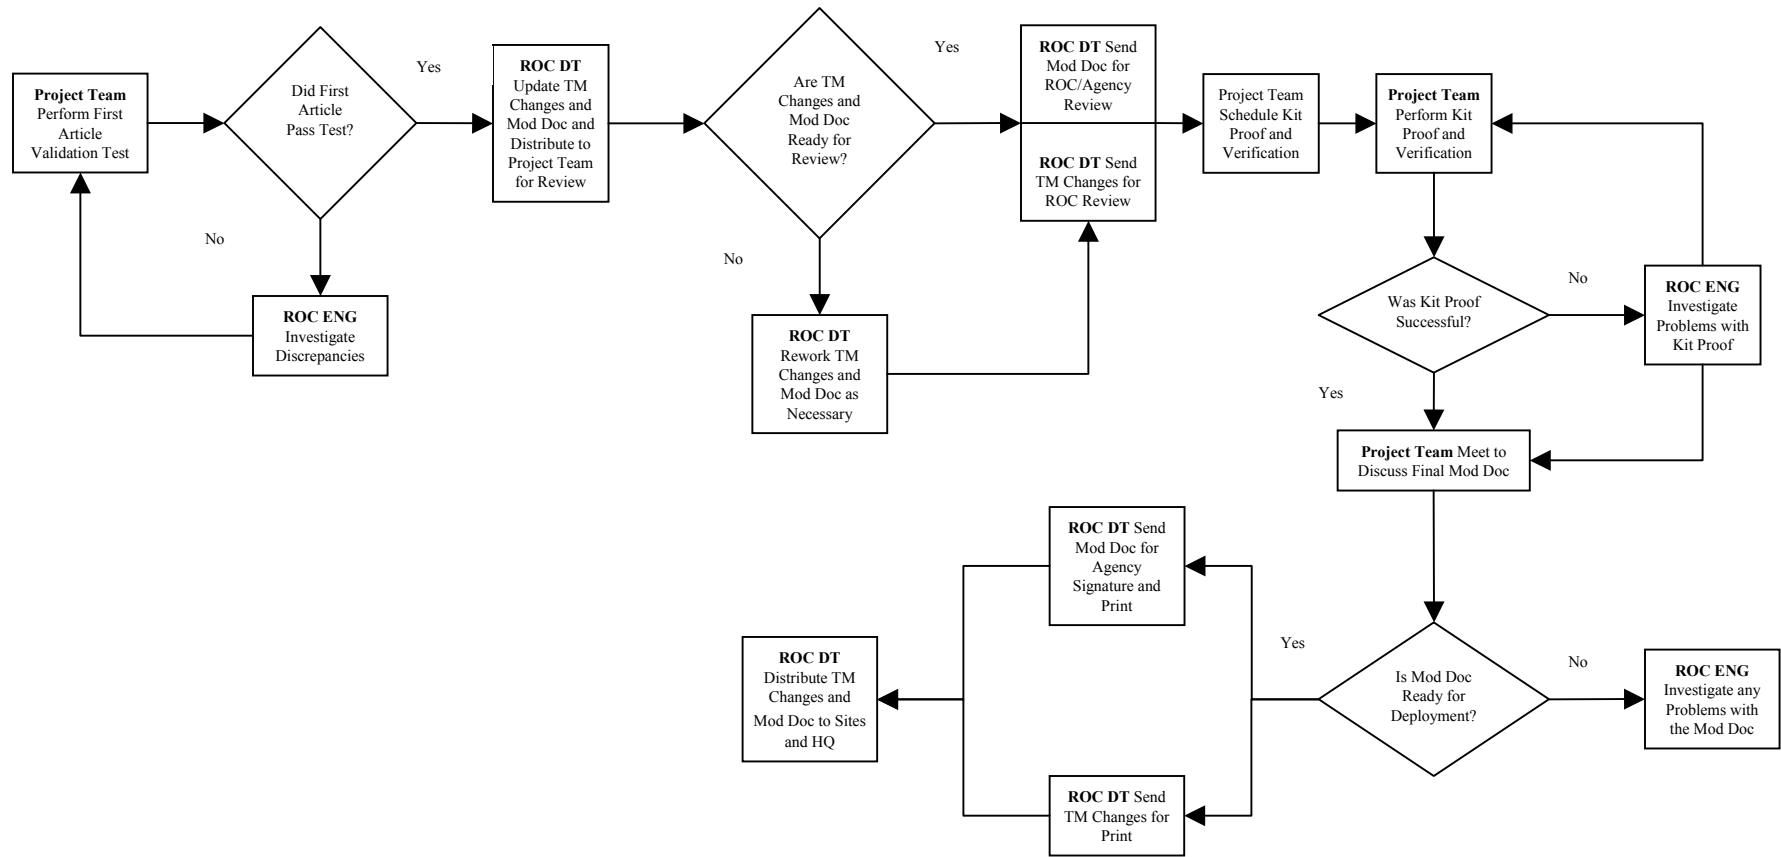 Project Team
Perform First
Article
Validation Test
Did First
Article
Pass Test?
Yes
No
ROC ENG
Investigate
Discrepancies
ROC DT
Update TM
Changes and
Mod Doc and
Distribute to
Project Team
for Review
Are TM
Changes and
Mod Doc
Ready for
Review?
Yes
No
ROC DT
Rework TM
Changes and
Mod Doc as
Necessary
ROC DT Send
Mod Doc for
ROC/Agency
Review
ROC DT Send
TM Changes for
ROC Review
Project Team
Schedule Kit
Proof and
Verification
Project Team
Perform Kit
Proof and
Verification
Was Kit Proof
Successful?
No
ROC ENG
Investigate
Problems with
Kit Proof
Yes
Project Team Meet to
Discuss Final Mod Doc
Is Mod Doc
Ready for
Deployment?
No
ROC ENG
Investigate any
Problems with
the Mod Doc
Yes
ROC DT Send
Mod Doc for
Agency
Signature and
Print
ROC DT Send
TM Changes for
Print
ROC DT
Distribute TM
Changes and
Mod Doc to Sites
and HQ